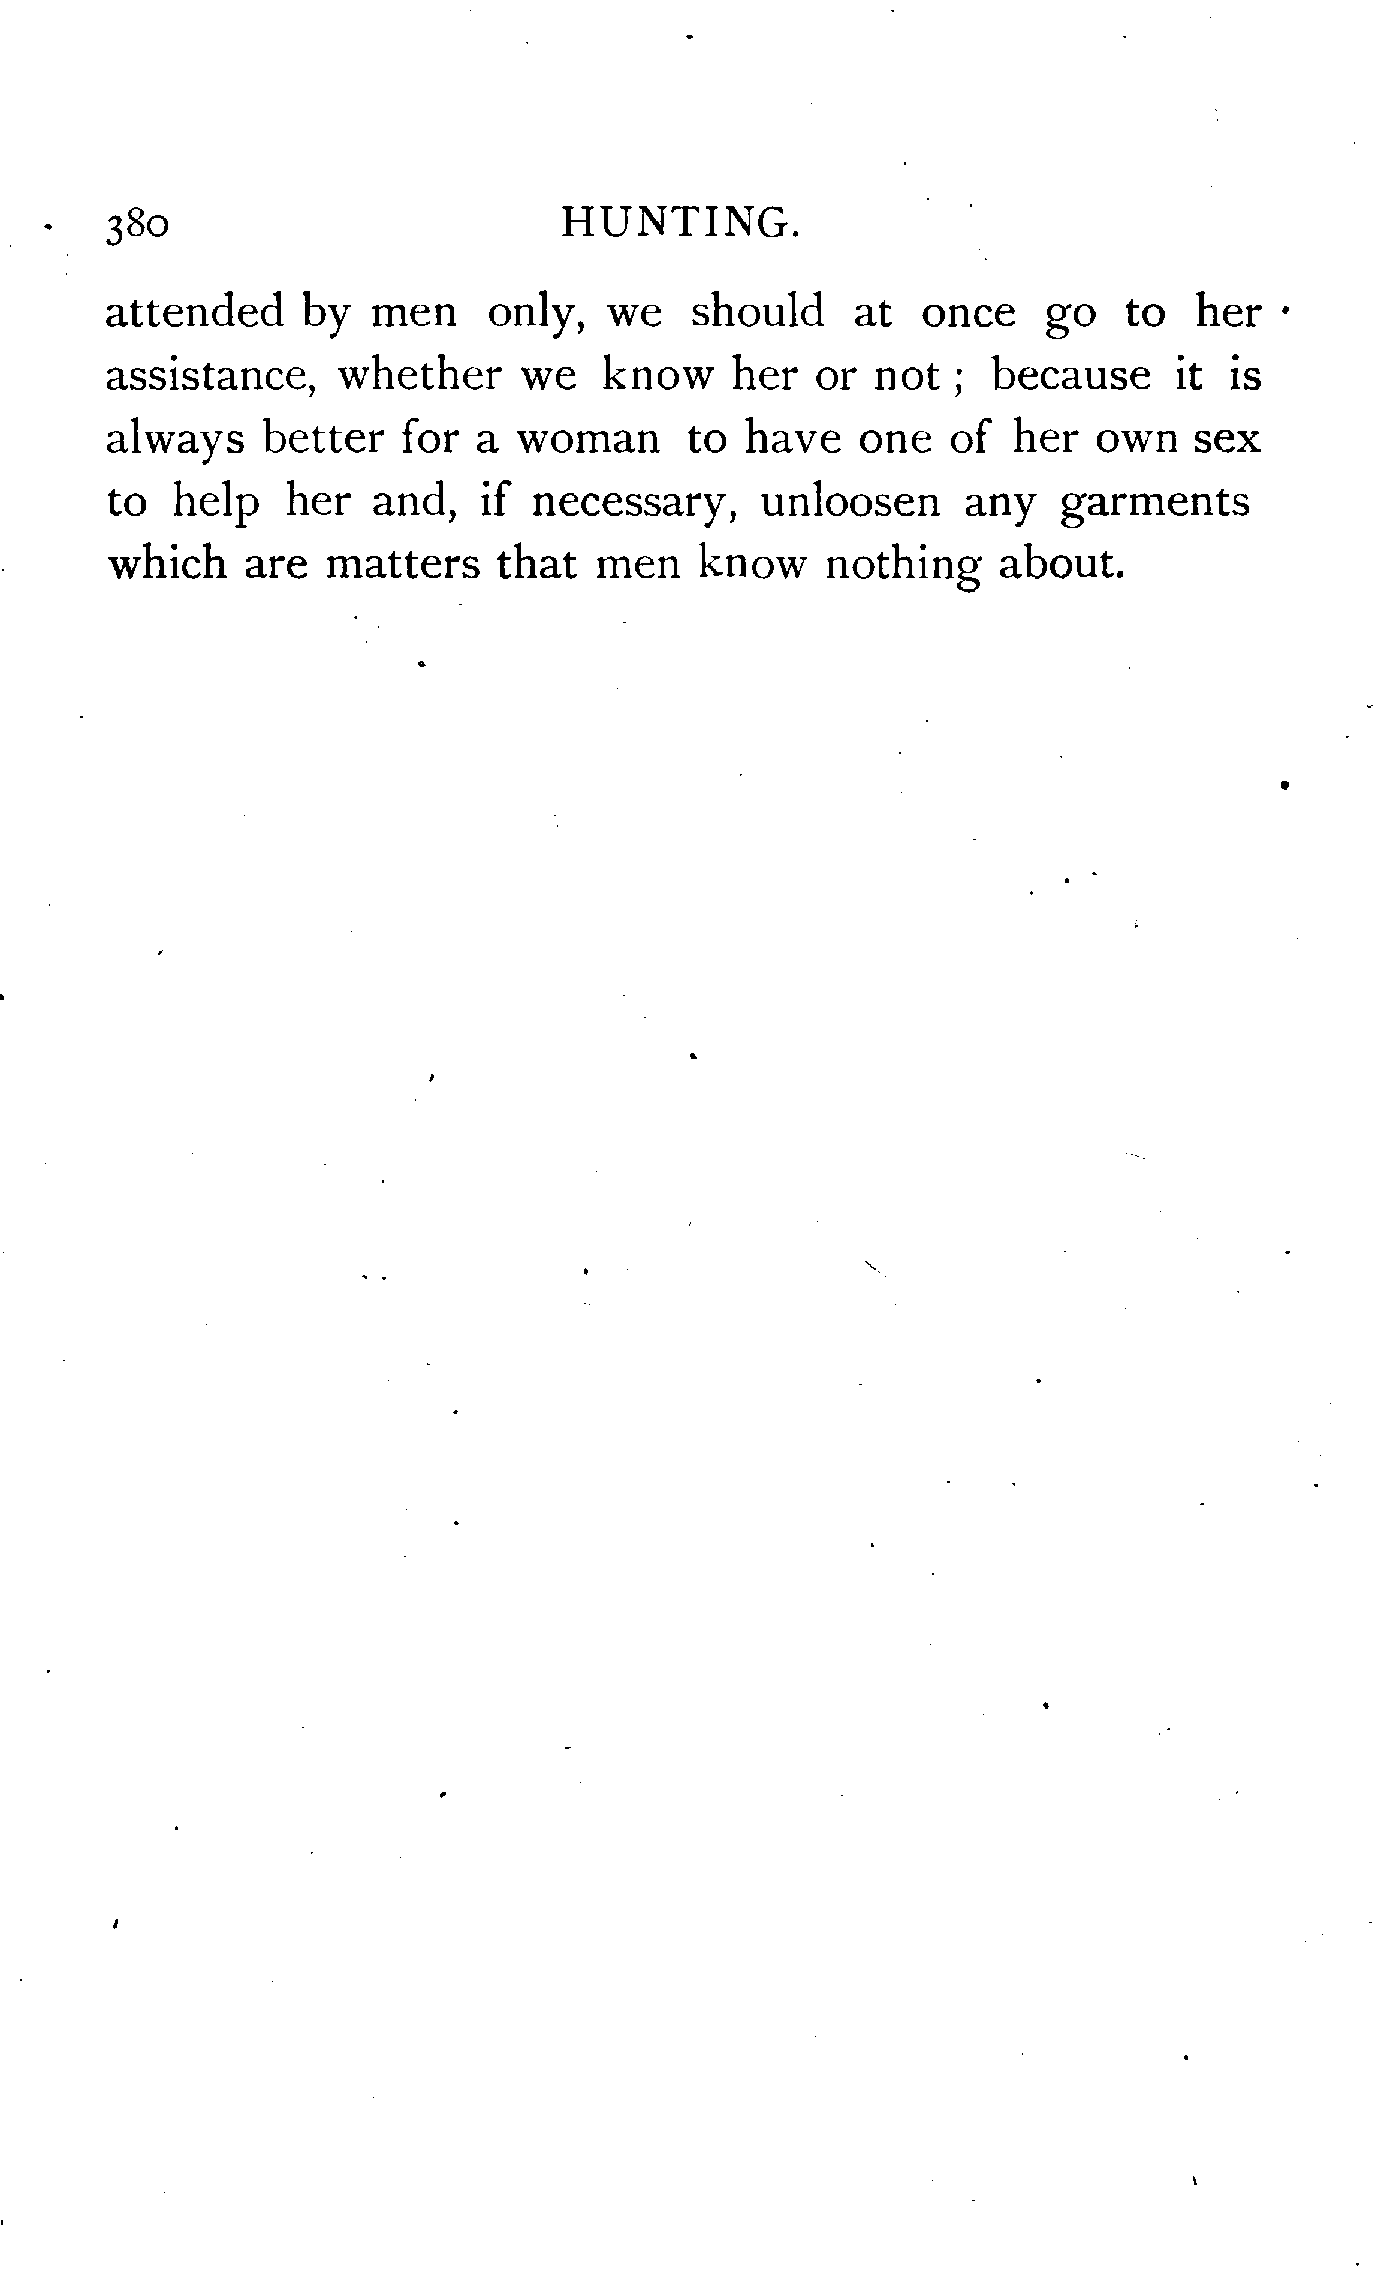 380 HUNTING.
attended by men only, we should at once go to her
assistance, whether we know her or not ; because it is
always better for a woman to have one of her own sex
to help her and, if necessary, unloosen any garments
which are matters that men know nothing about.